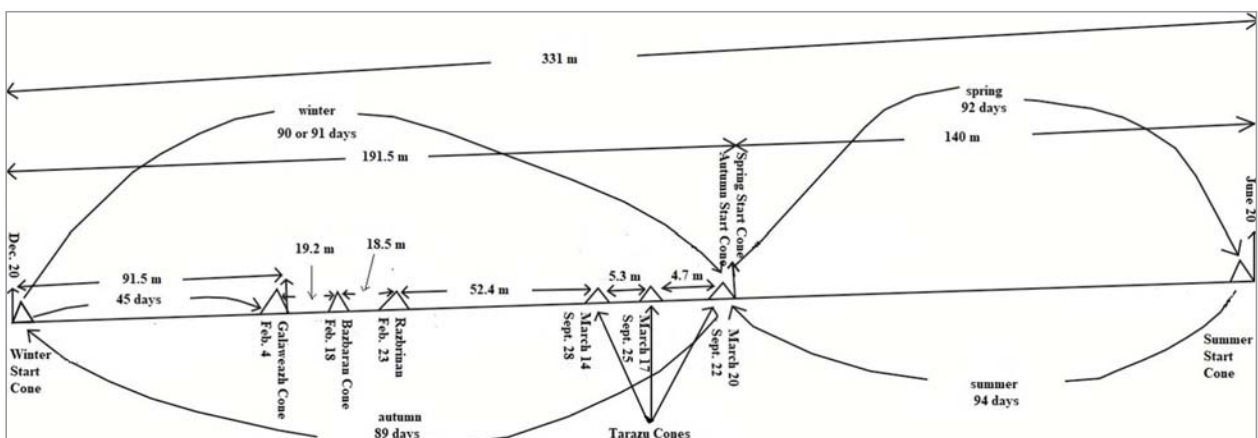 331 m
winter
90 or 91 days
spring
92 days
191.5 m
140 m
Autumn Start Cone
Spring Start Cone
Dec. 20
June 20
91.5 m
45 days
19.2 m
18.5 m
52.4 m
5.3 m
4.7 m
Winter
Start
Cone
Galaweazh Cone
Feb. 4
Bazbaran Cone
Feb. 18
Razbrinan
Feb. 23
March 14
Sept. 28
March 17
Sept. 25
March 20
Sept. 22
Summer
Start
Cone
autumn
89 days
Tarazu Cones
summer
94 days